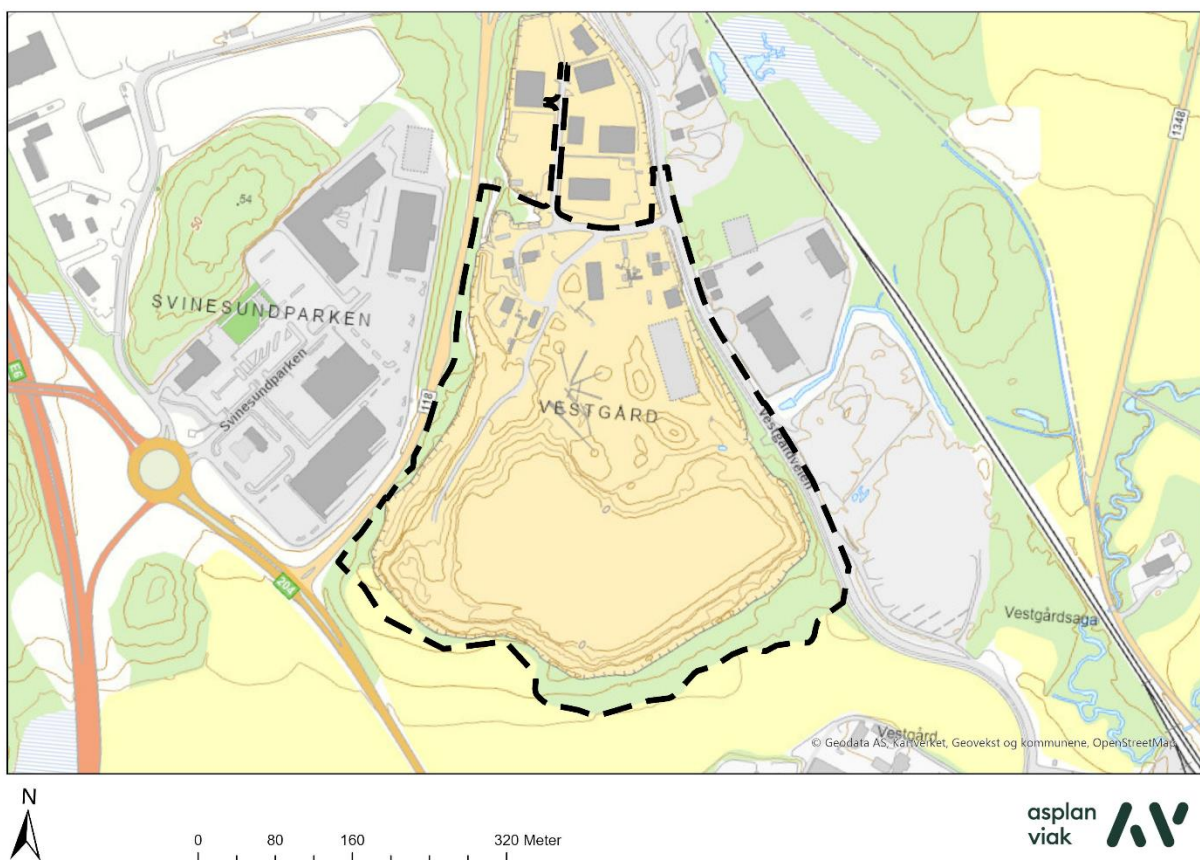 1348
54
50
SVINESUNDPARKEN
E6
Svinesundparken
118
VESTGÅRD
Vestgårdveien
204
Vestgårdsaga
Vestgård
© Geodata AS, Kartverket, Geovekst og kommunene, OpenStreetMap
N
0 80 160 320 Meter
asplan
viak